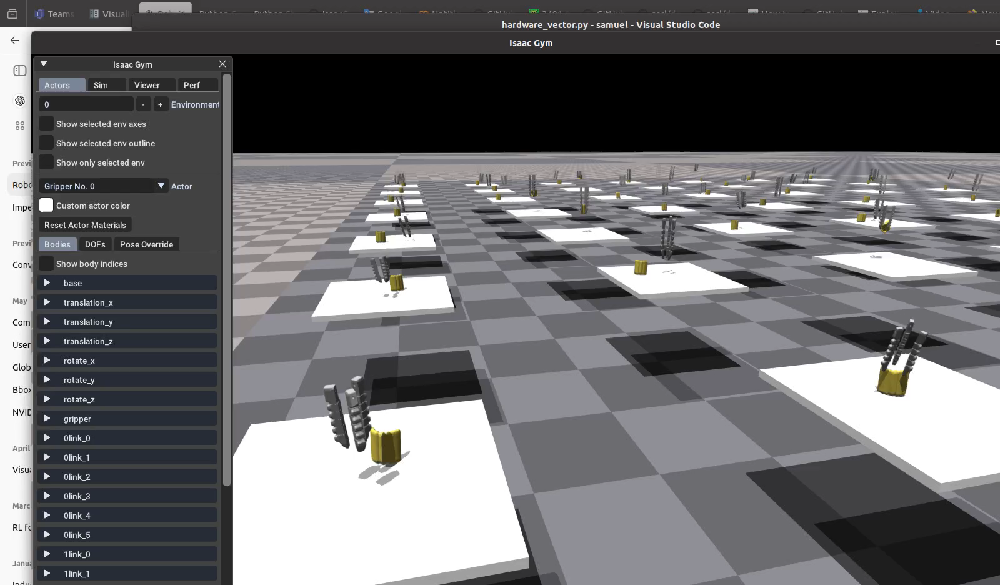 Teams
Visual
hardware_vector.py - samuel - Visual Studio Code
Isaac Gym
Isaac Gym
Actors Sim Viewer Perf
0 - + Environment
Show selected env axes
Show selected env outline
Show only selected env
Gripper No. 0 Actor
Custom actor color
Reset Actor Materials
Bodies DOFs Pose Override
Show body indices
base
translation_x
translation_y
translation_z
rotate_x
rotate_y
rotate_z
gripper
0link_0
0link_1
0link_2
0link_3
0link_4
0link_5
1link_0
1link_1
Previ
Robo
Impe
Previ
Conv
May
Com
User
Glob
Bbox
NVID
April
Visua
March
RL fo
Janua